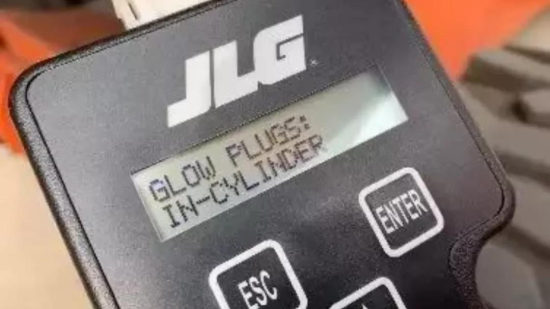 JLG
GLOW PLUGS:
IN-CYLINDER
ENTER
ESC